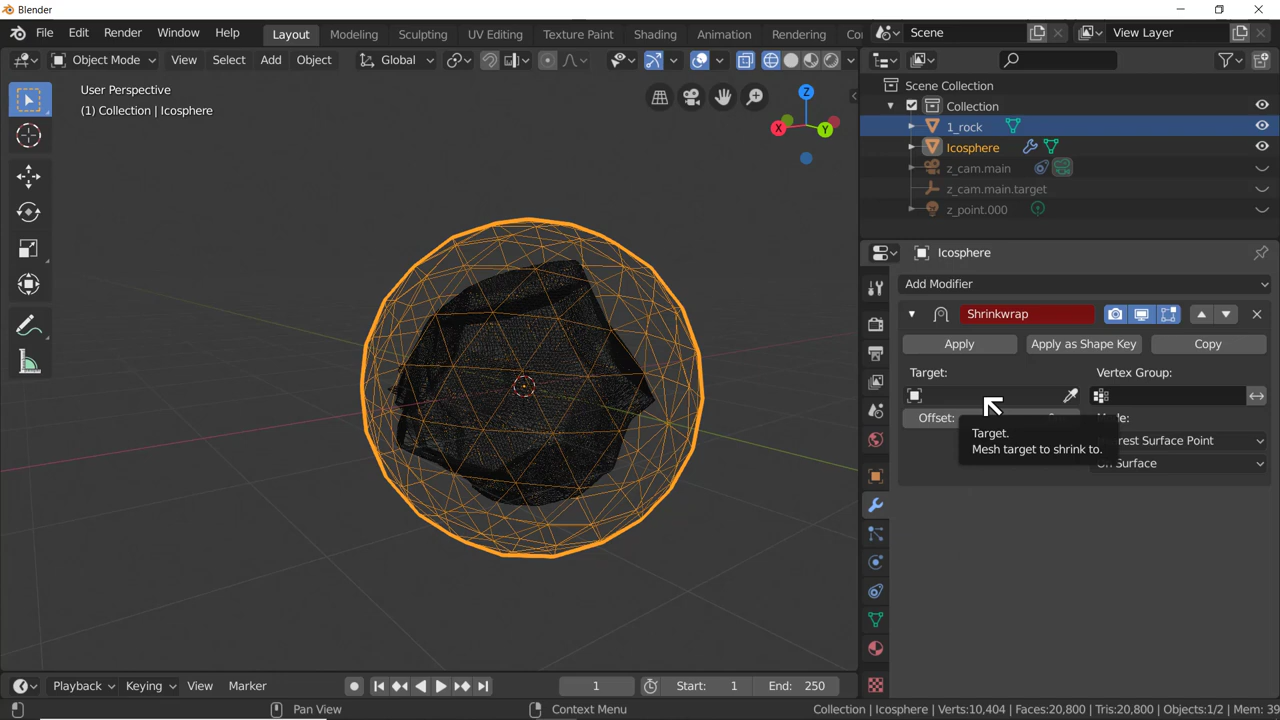 Blender
File Edit Render Window Help
Layout Modeling Sculpting UV Editing Texture Paint Shading Animation Rendering Co
Scene
View Layer
Object Mode View Select Add Object Global
User Perspective
(1) Collection | Icosphere
Z
X
Y
Scene Collection
Collection
1_rock
Icosphere
z_cam.main
z_cam.main.target
z_point.000
Icosphere
Add Modifier
Shrinkwrap
Apply Apply as Shape Key Copy
Target: Vertex Group:
Offset:
Target.
Mesh target to shrink to.
Nearest Surface Point
On Surface
Playback Keying View Marker
1 Start: 1 End: 250
Pan View Context Menu
Collection | Icosphere | Verts:10,404 | Faces:20,800 | Tris:20,800 | Objects:1/2 | Mem: 39